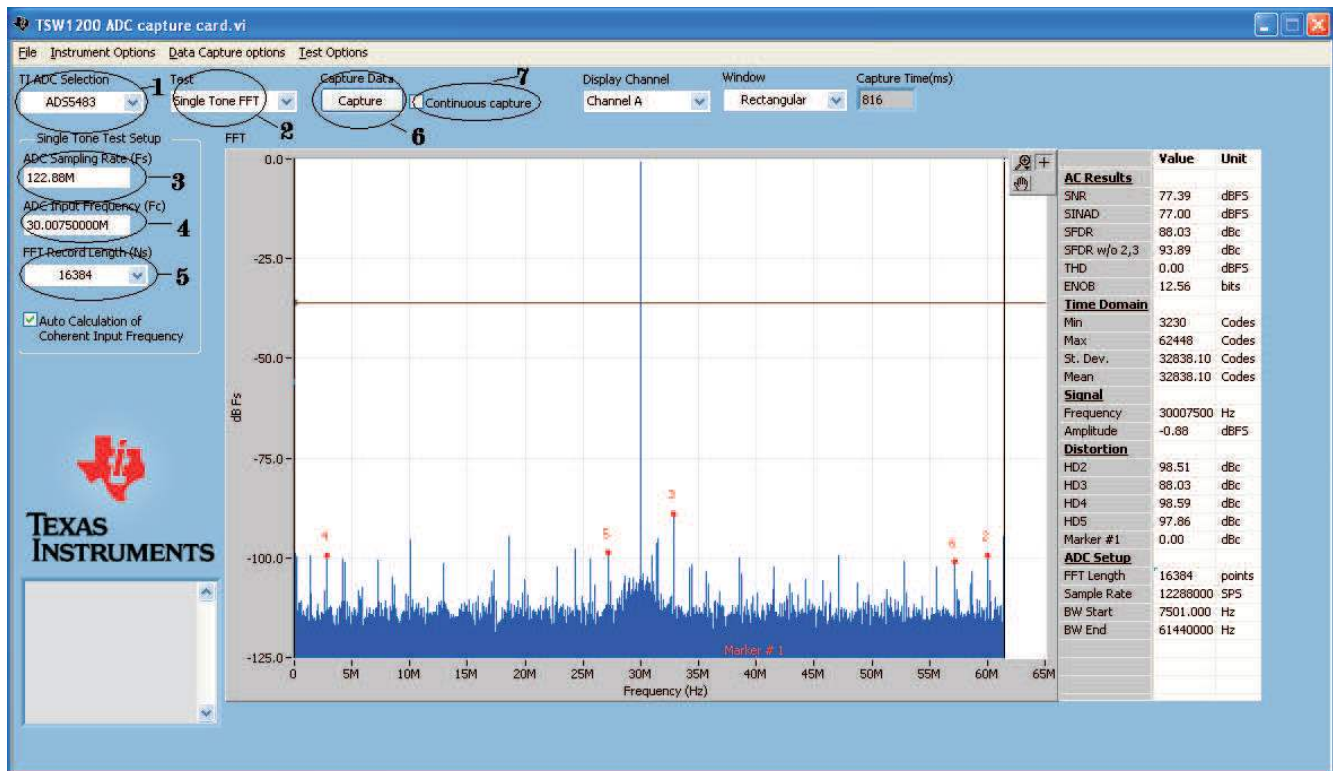 TSW1200 ADC capture card.vi
File Instrument Options Data Capture options Test Options
TI ADC Selection Test Capture Data 7 Display Channel Window Capture Time(ms)
ADS5483 1 Single Tone FFT Capture Continuous capture Channel A Rectangular 816
2 6
Single Tone Test Setup
ADC Sampling Rate (Fs)
122.88M 3
ADC Input Frequency (Fc)
30.00750000M 4
FFT Record Length (Ns)
16384 5
Auto Calculation of
Coherent Input Frequency
TEXAS
INSTRUMENTS
FFT
dB Fs
0.0
-25.0
-50.0
-75.0
-100.0
-125.0
4
5
3
6
2
Marker # 1
0 5M 10M 15M 20M 25M 30M 35M 40M 45M 50M 55M 60M 65M
Frequency (Hz)
Value Unit
AC Results
SNR 77.39 dBFS
SINAD 77.00 dBFS
SFDR 88.03 dBc
SFDR w/o 2,3 93.89 dBc
THD 0.00 dBFS
ENOB 12.56 bits
Time Domain
Min 3230 Codes
Max 62448 Codes
St. Dev. 32838.10 Codes
Mean 32838.10 Codes
Signal
Frequency 30007500 Hz
Amplitude -0.88 dBFS
Distortion
HD2 98.51 dBc
HD3 88.03 dBc
HD4 98.59 dBc
HD5 97.86 dBc
Marker #1 0.00 dBc
ADC Setup
FFT Length 16384 points
Sample Rate 12288000 SPS
BW Start 7501.000 Hz
BW End 61440000 Hz